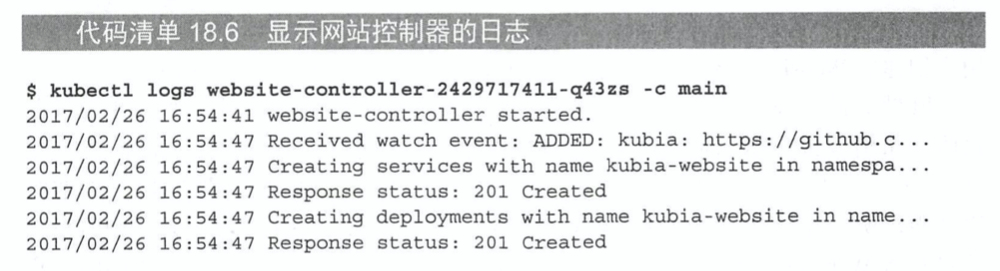 代码清单 18.6 显示网站控制器的日志
$ kubectl logs website-controller-2429717411-q43zs -c main
2017/02/26 16:54:41 website-controller started.
2017/02/26 16:54:47 Received watch event: ADDED: kubia: https://github.c...
2017/02/26 16:54:47 Creating services with name kubia-website in namespa...
2017/02/26 16:54:47 Response status: 201 Created
2017/02/26 16:54:47 Creating deployments with name kubia-website in name...
2017/02/26 16:54:47 Response status: 201 Created